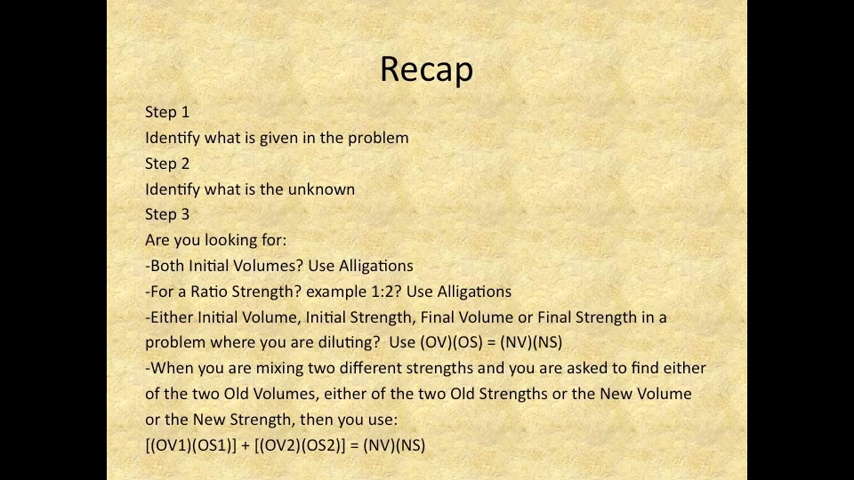 Recap
Step 1
Identify what is given in the problem
Step 2
Identify what is the unknown
Step 3
Are you looking for:
-Both Initial Volumes? Use Alligations
-For a Ratio Strength? example 1:2? Use Alligations
-Either Initial Volume, Initial Strength, Final Volume or Final Strength in a
problem where you are diluting?  Use (OV)(OS) = (NV)(NS)
-When you are mixing two different strengths and you are asked to find either
of the two Old Volumes, either of the two Old Strengths or the New Volume
or the New Strength, then you use:
[(OV1)(OS1)] + [(OV2)(OS2)] = (NV)(NS)